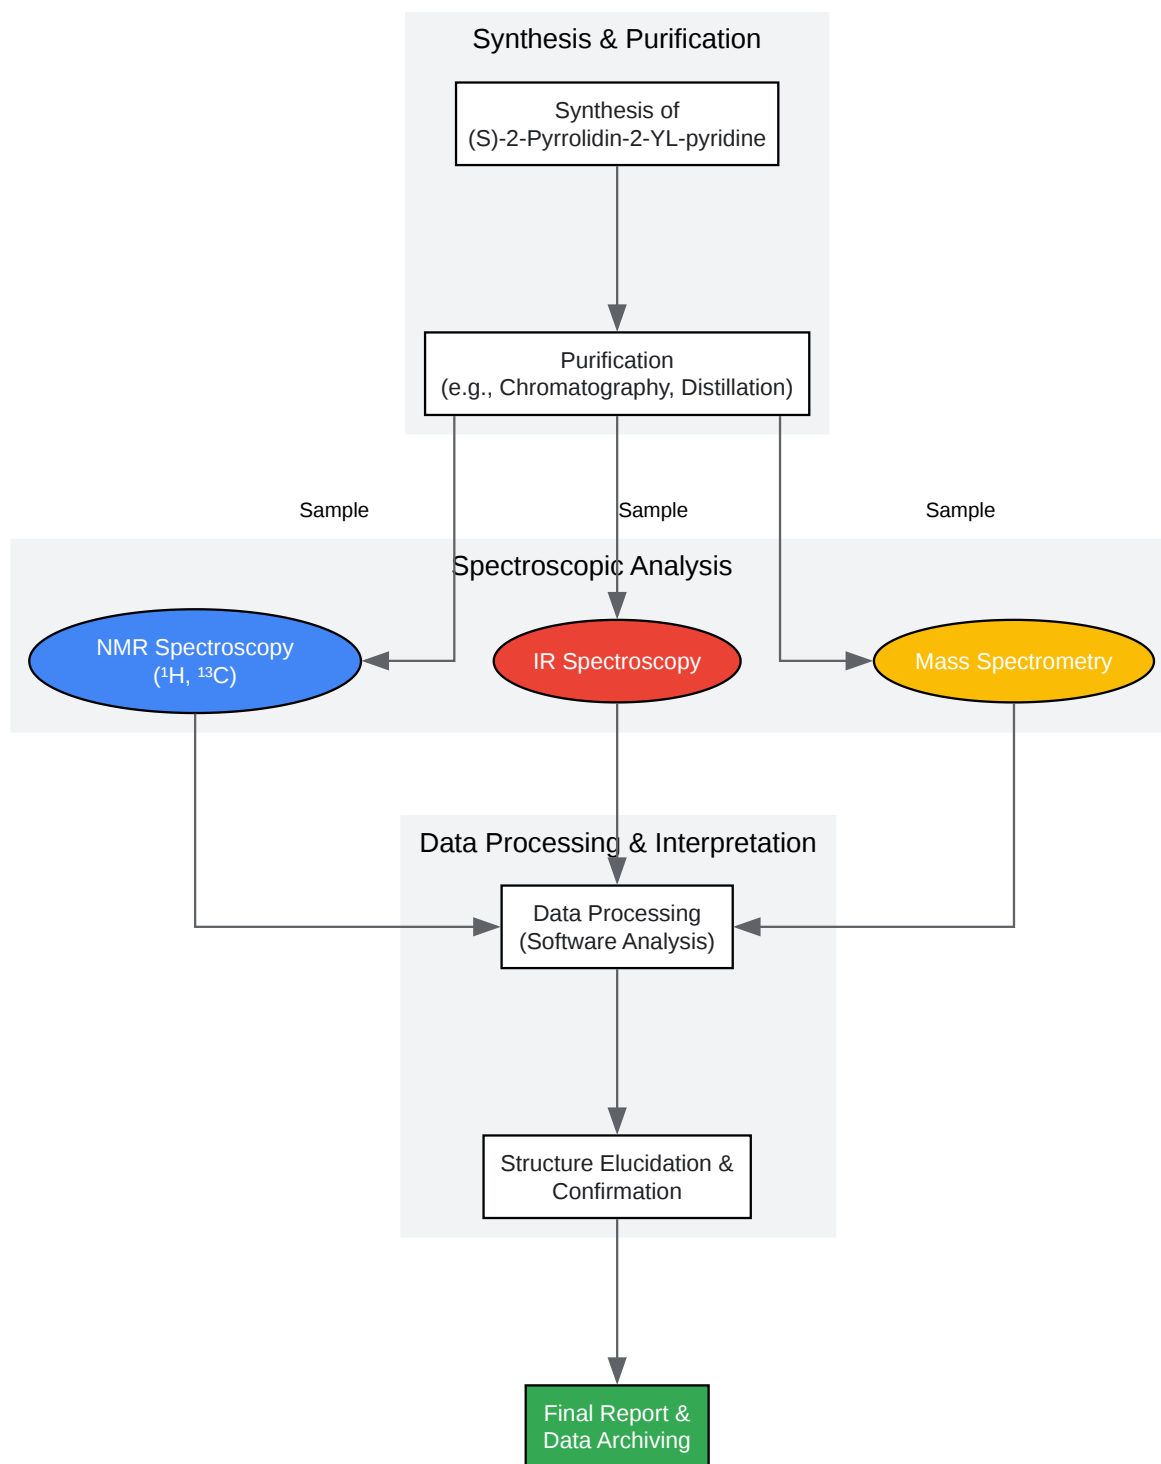 Synthesis & Purification
Synthesis of
(S)-2-Pyrrolidin-2-YL-pyridine
Purification
(e.g., Chromatography, Distillation)
Sample
Sample
Sample
Spectroscopic Analysis
NMR Spectroscopy
(¹H, ¹³C)
IR Spectroscopy
Mass Spectrometry
Data Processing & Interpretation
Data Processing
(Software Analysis)
Structure Elucidation &
Confirmation
Final Report &
Data Archiving